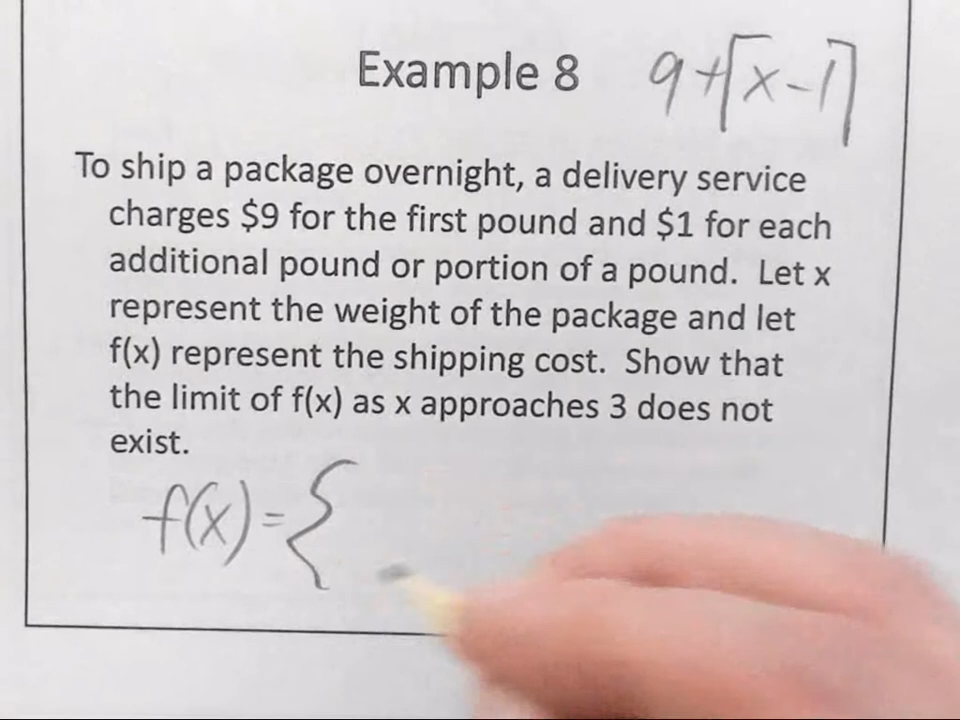 Example 8 9+⌈x-1⌉
To ship a package overnight, a delivery service
charges $9 for the first pound and $1 for each
additional pound or portion of a pound. Let x
represent the weight of the package and let
f(x) represent the shipping cost. Show that
the limit of f(x) as x approaches 3 does not
exist.
f(x)={